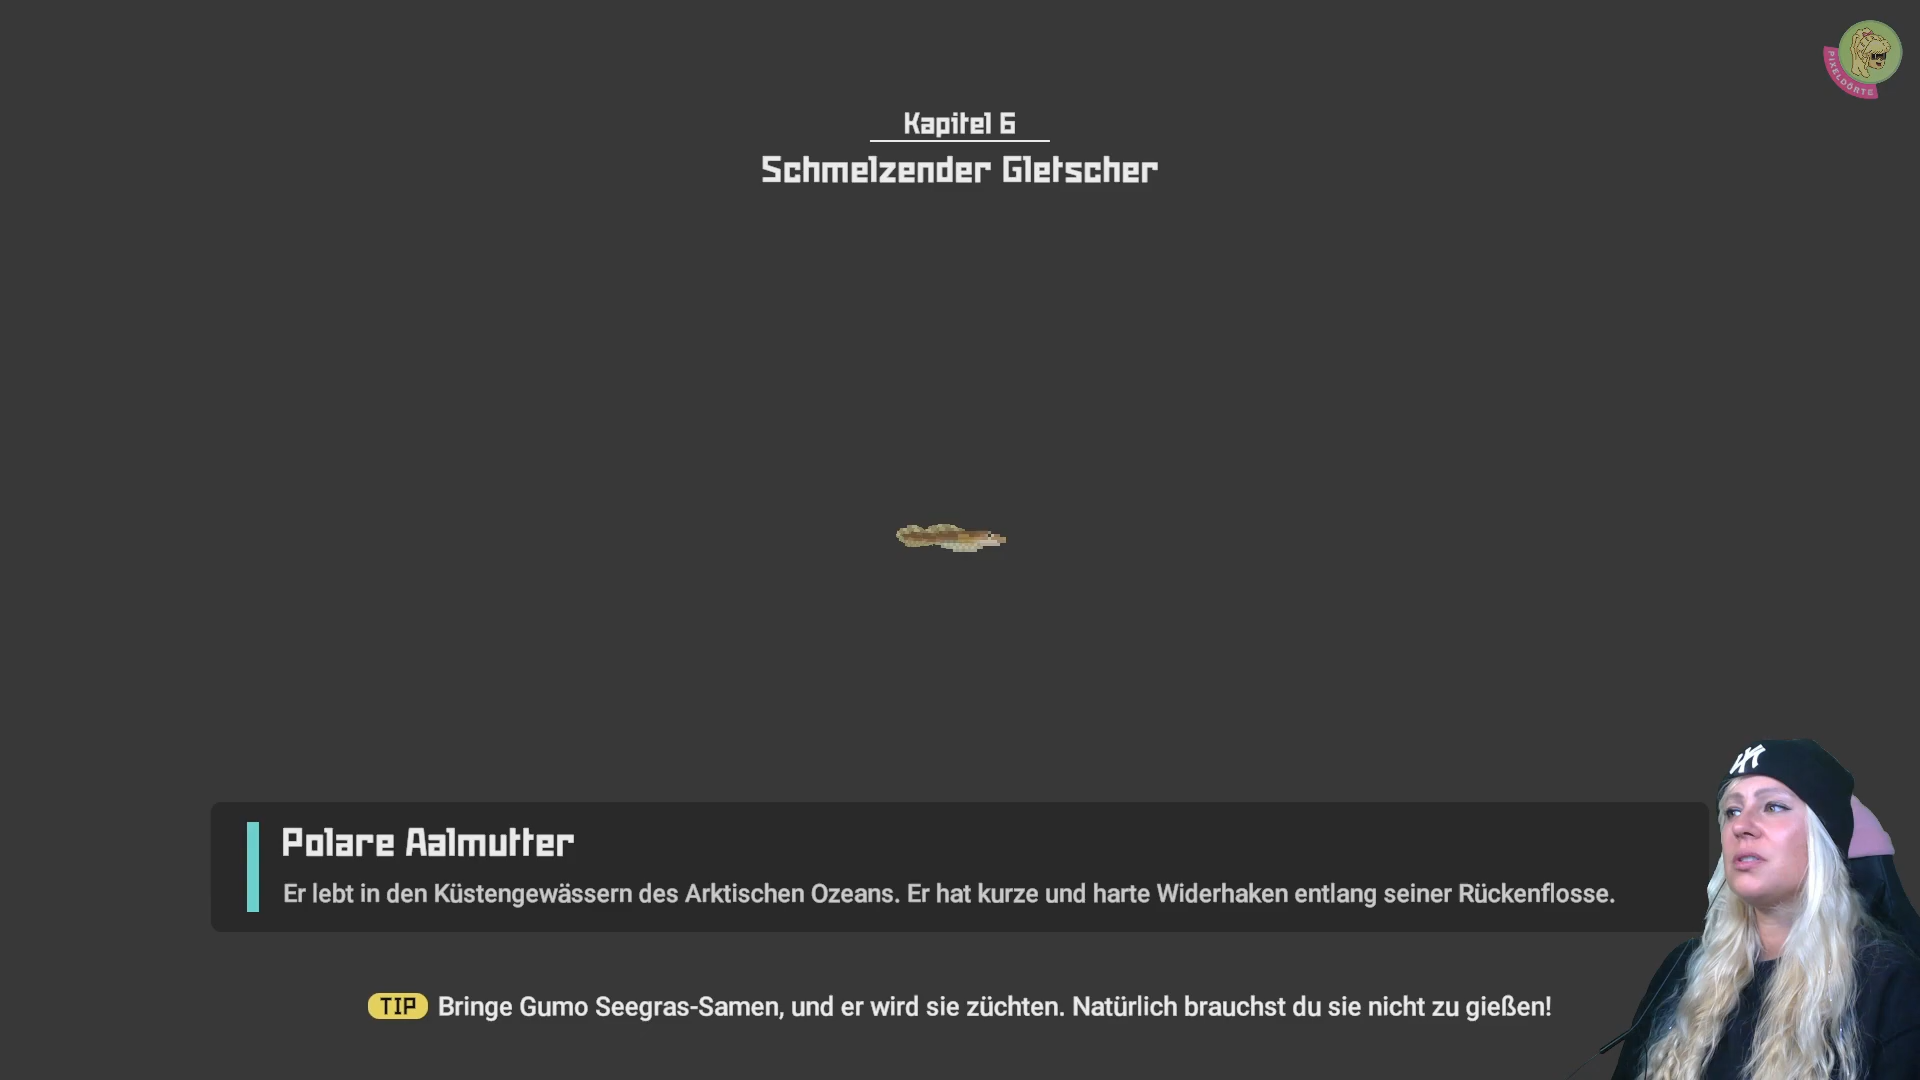 PIXELDÖRTE
Kapitel 6
Schmelzender Gletscher
Polare Aalmutter
Er lebt in den Küstengewässern des Arktischen Ozeans. Er hat kurze und harte Widerhaken entlang seiner Rückenflosse.
TIP Bringe Gumo Seegras-Samen, und er wird sie züchten. Natürlich brauchst du sie nicht zu gießen!